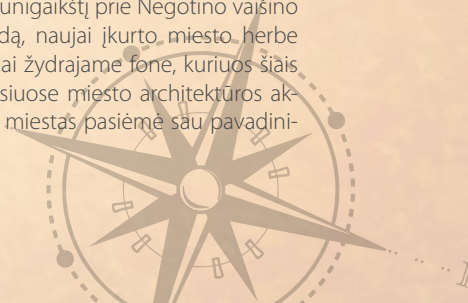 unigaikštį prie Negotino vaišino
dą, naujai įkurto miesto herbe
ai žydrajame fone, kuriuos šiais
siuose miesto architektūros ak-
miestas pasiėmė sau pavadini-